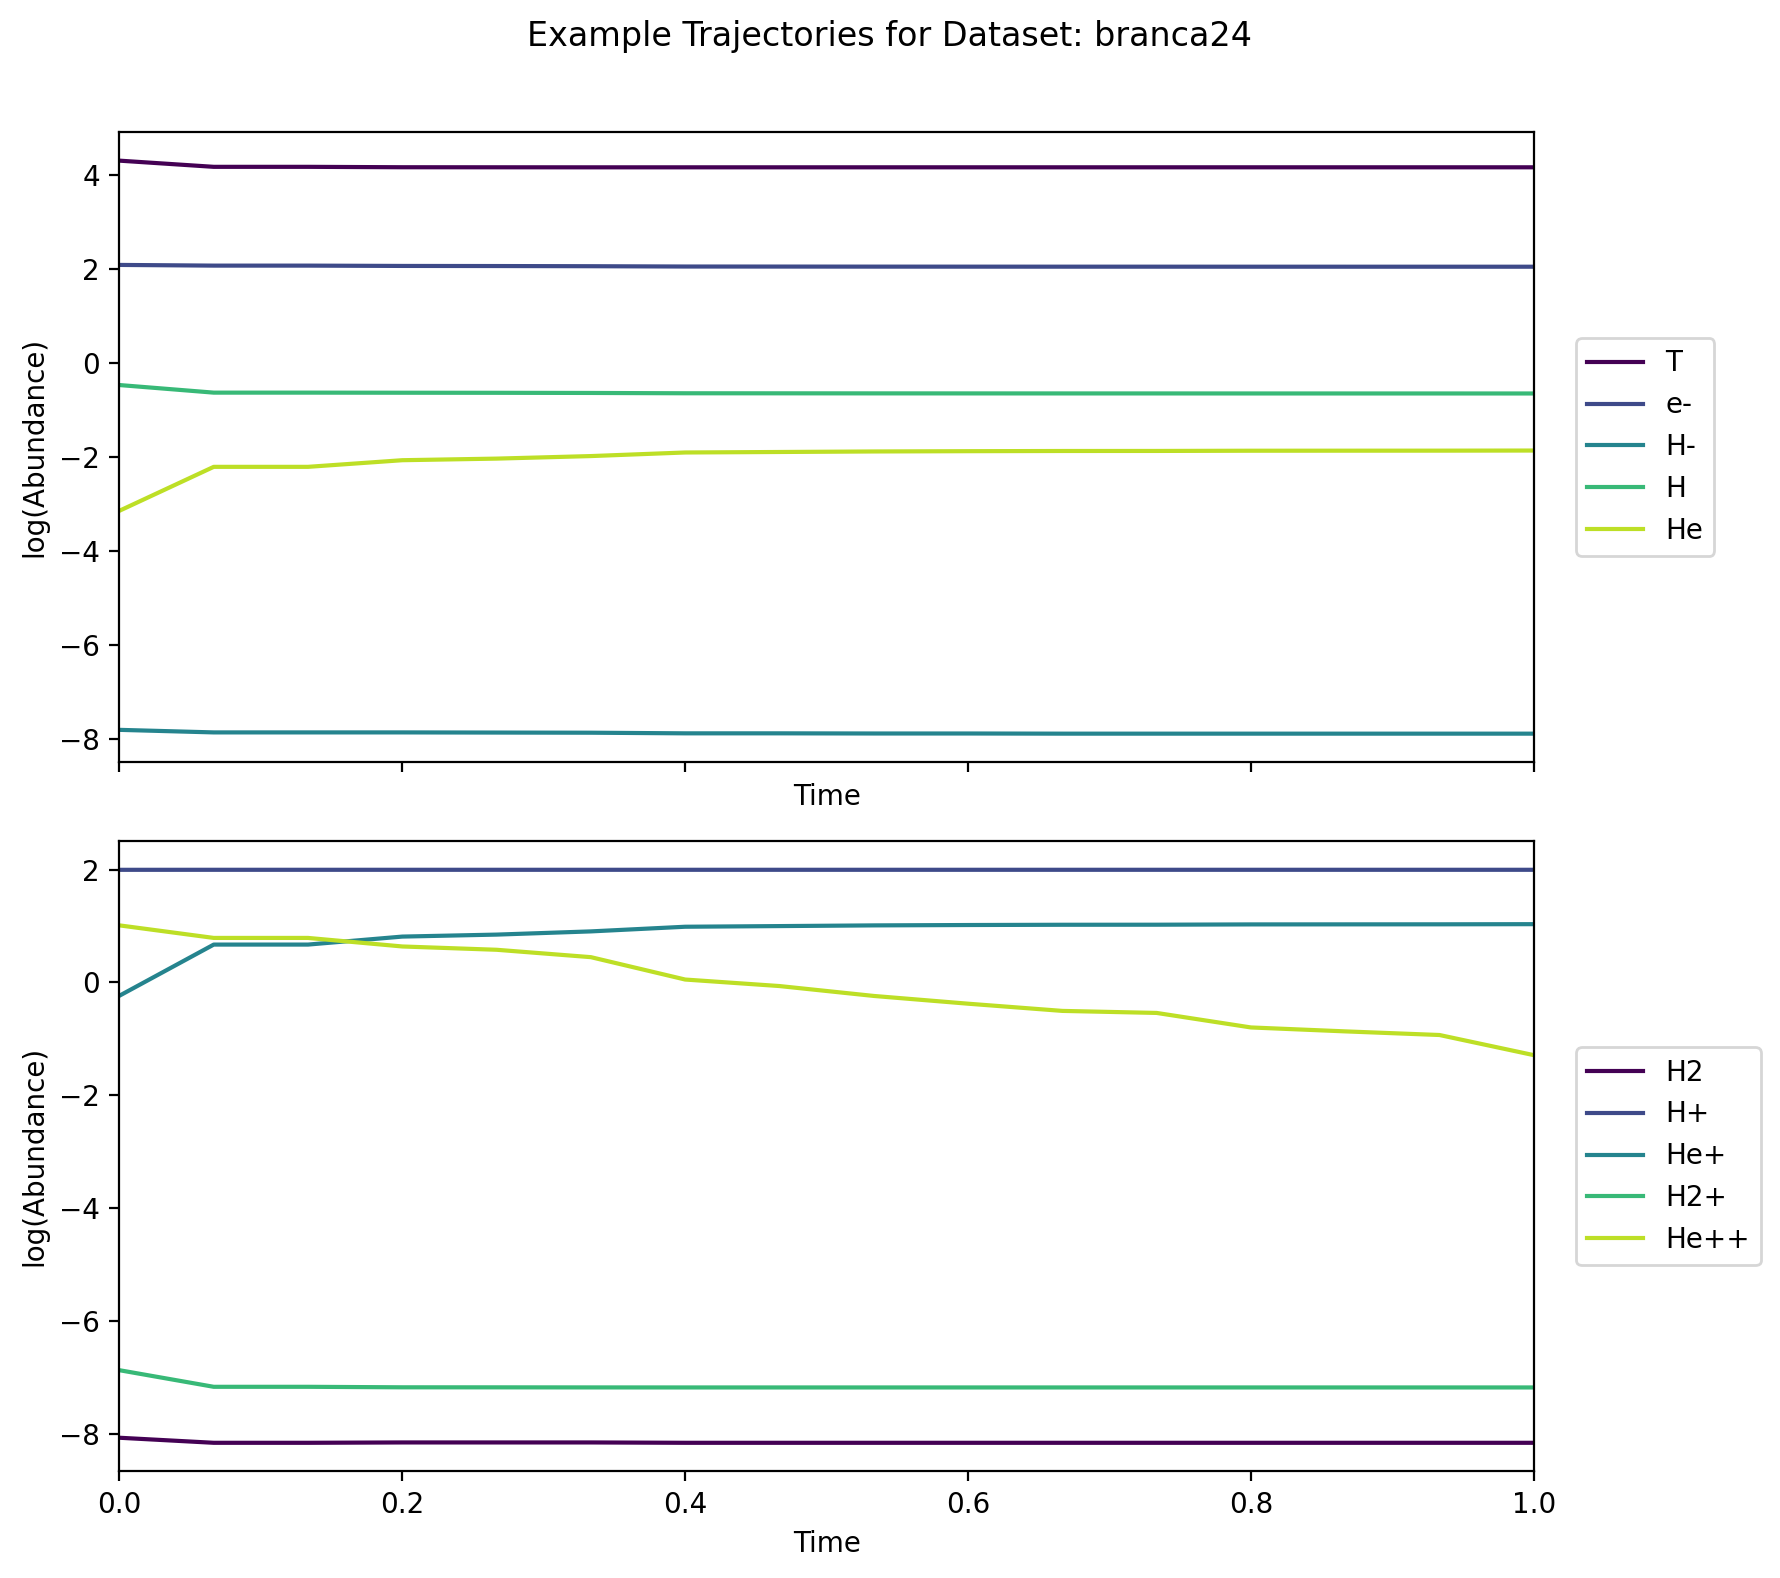 Example Trajectories for Dataset: branca24
4
2
0
−2
−4
−6
−8
log(Abundance)
Time
T
e-
H-
H
He
2
0
−2
−4
−6
−8
log(Abundance)
0.0 0.2 0.4 0.6 0.8 1.0
Time
H2
H+
He+
H2+
He++